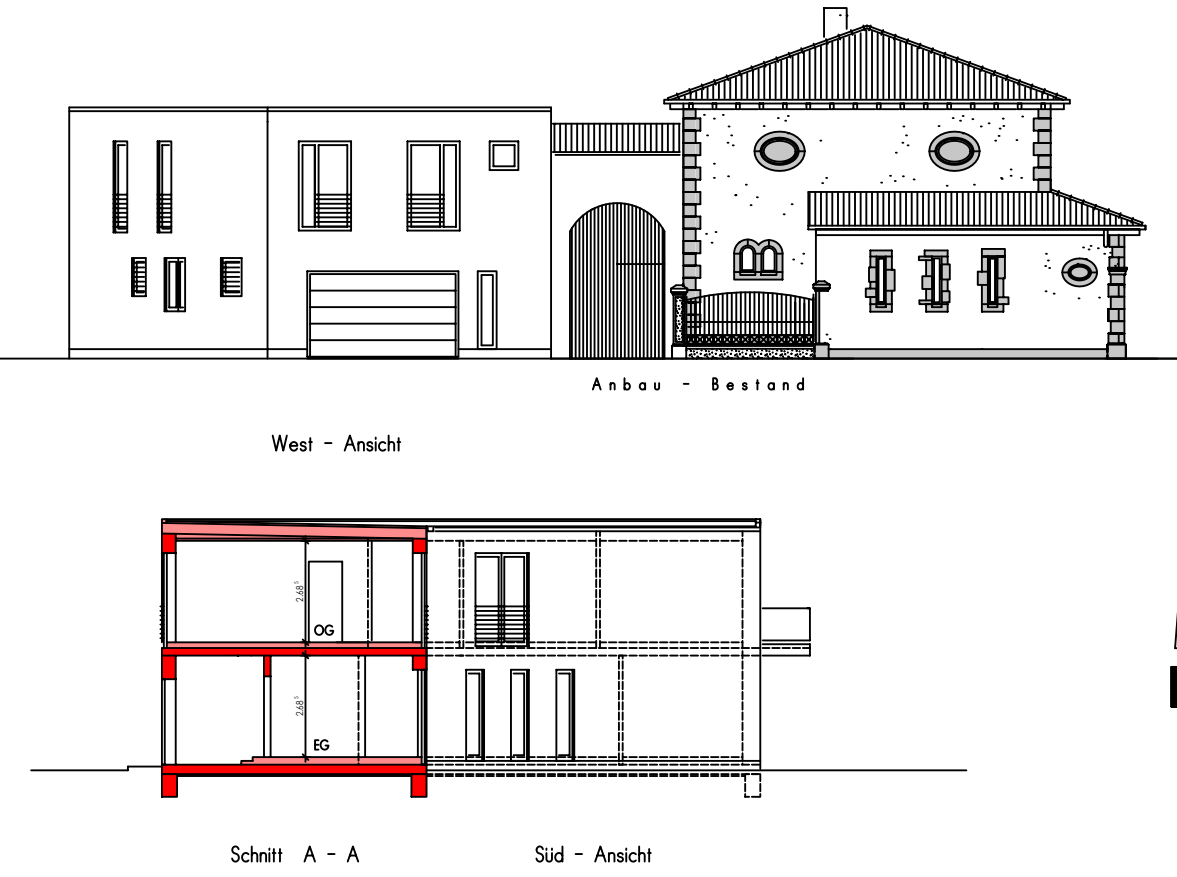 Anbau - Bestand
West - Ansicht
2.68⁵
OG
2.68⁵
EG
Schnitt A - A
Süd - Ansicht